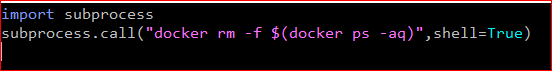 import subprocess
subprocess.call("docker rm -f $(docker ps -aq)",shell=True)